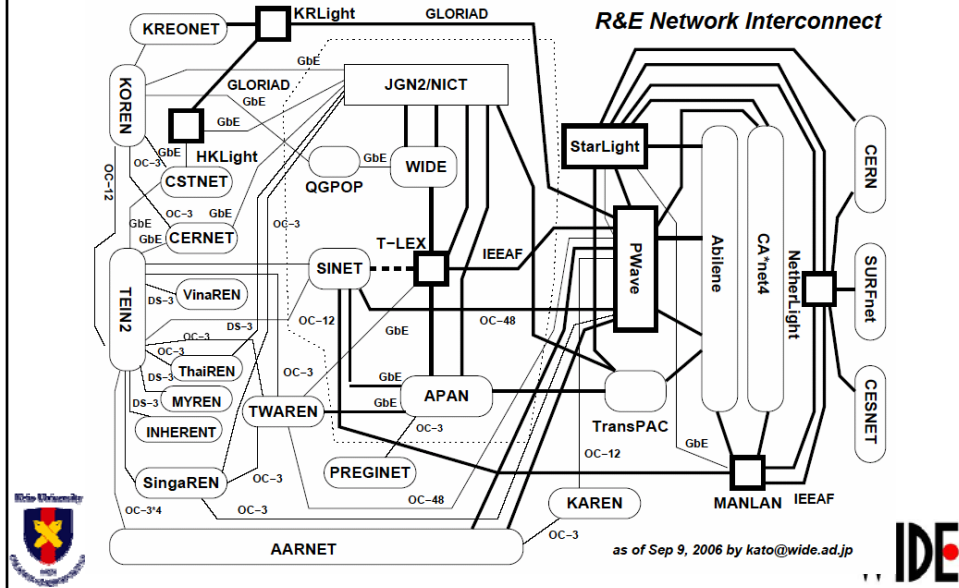 R&E Network Interconnect
KRLight
GLORIAD
KREONET
GbE
JGN2/NICT
KOREN
GLORIAD
GbE
GbE
StarLight
HKLight
GbE
OC-3
CSTNET
QGPOP
GbE
WIDE
CERN
OC-12
OC-3
GbE
OC-3
GbE
CERNET
GbE
T-LEX
IEEAF
SINET
PWave
Abilene
CA*net4
NetherLight
SURFnet
TEIN2
DS-3
VinaREN
OC-12
OC-48
DS-3
OC-3
GbE
OC-3
ThaiREN
OC-3
DS-3
MYREN
GbE
APAN
CESNET
DS-3
TWAREN
GbE
TransPAC
INHERENT
OC-3
GbE
OC-12
PREGINET
SingaREN
OC-3
OC-48
KAREN
MANLAN
IEEAF
OC-3*4
OC-3
OC-3
AARNET
as of Sep 9, 2006 by kato@wide.ad.jp
Keio University
IDE